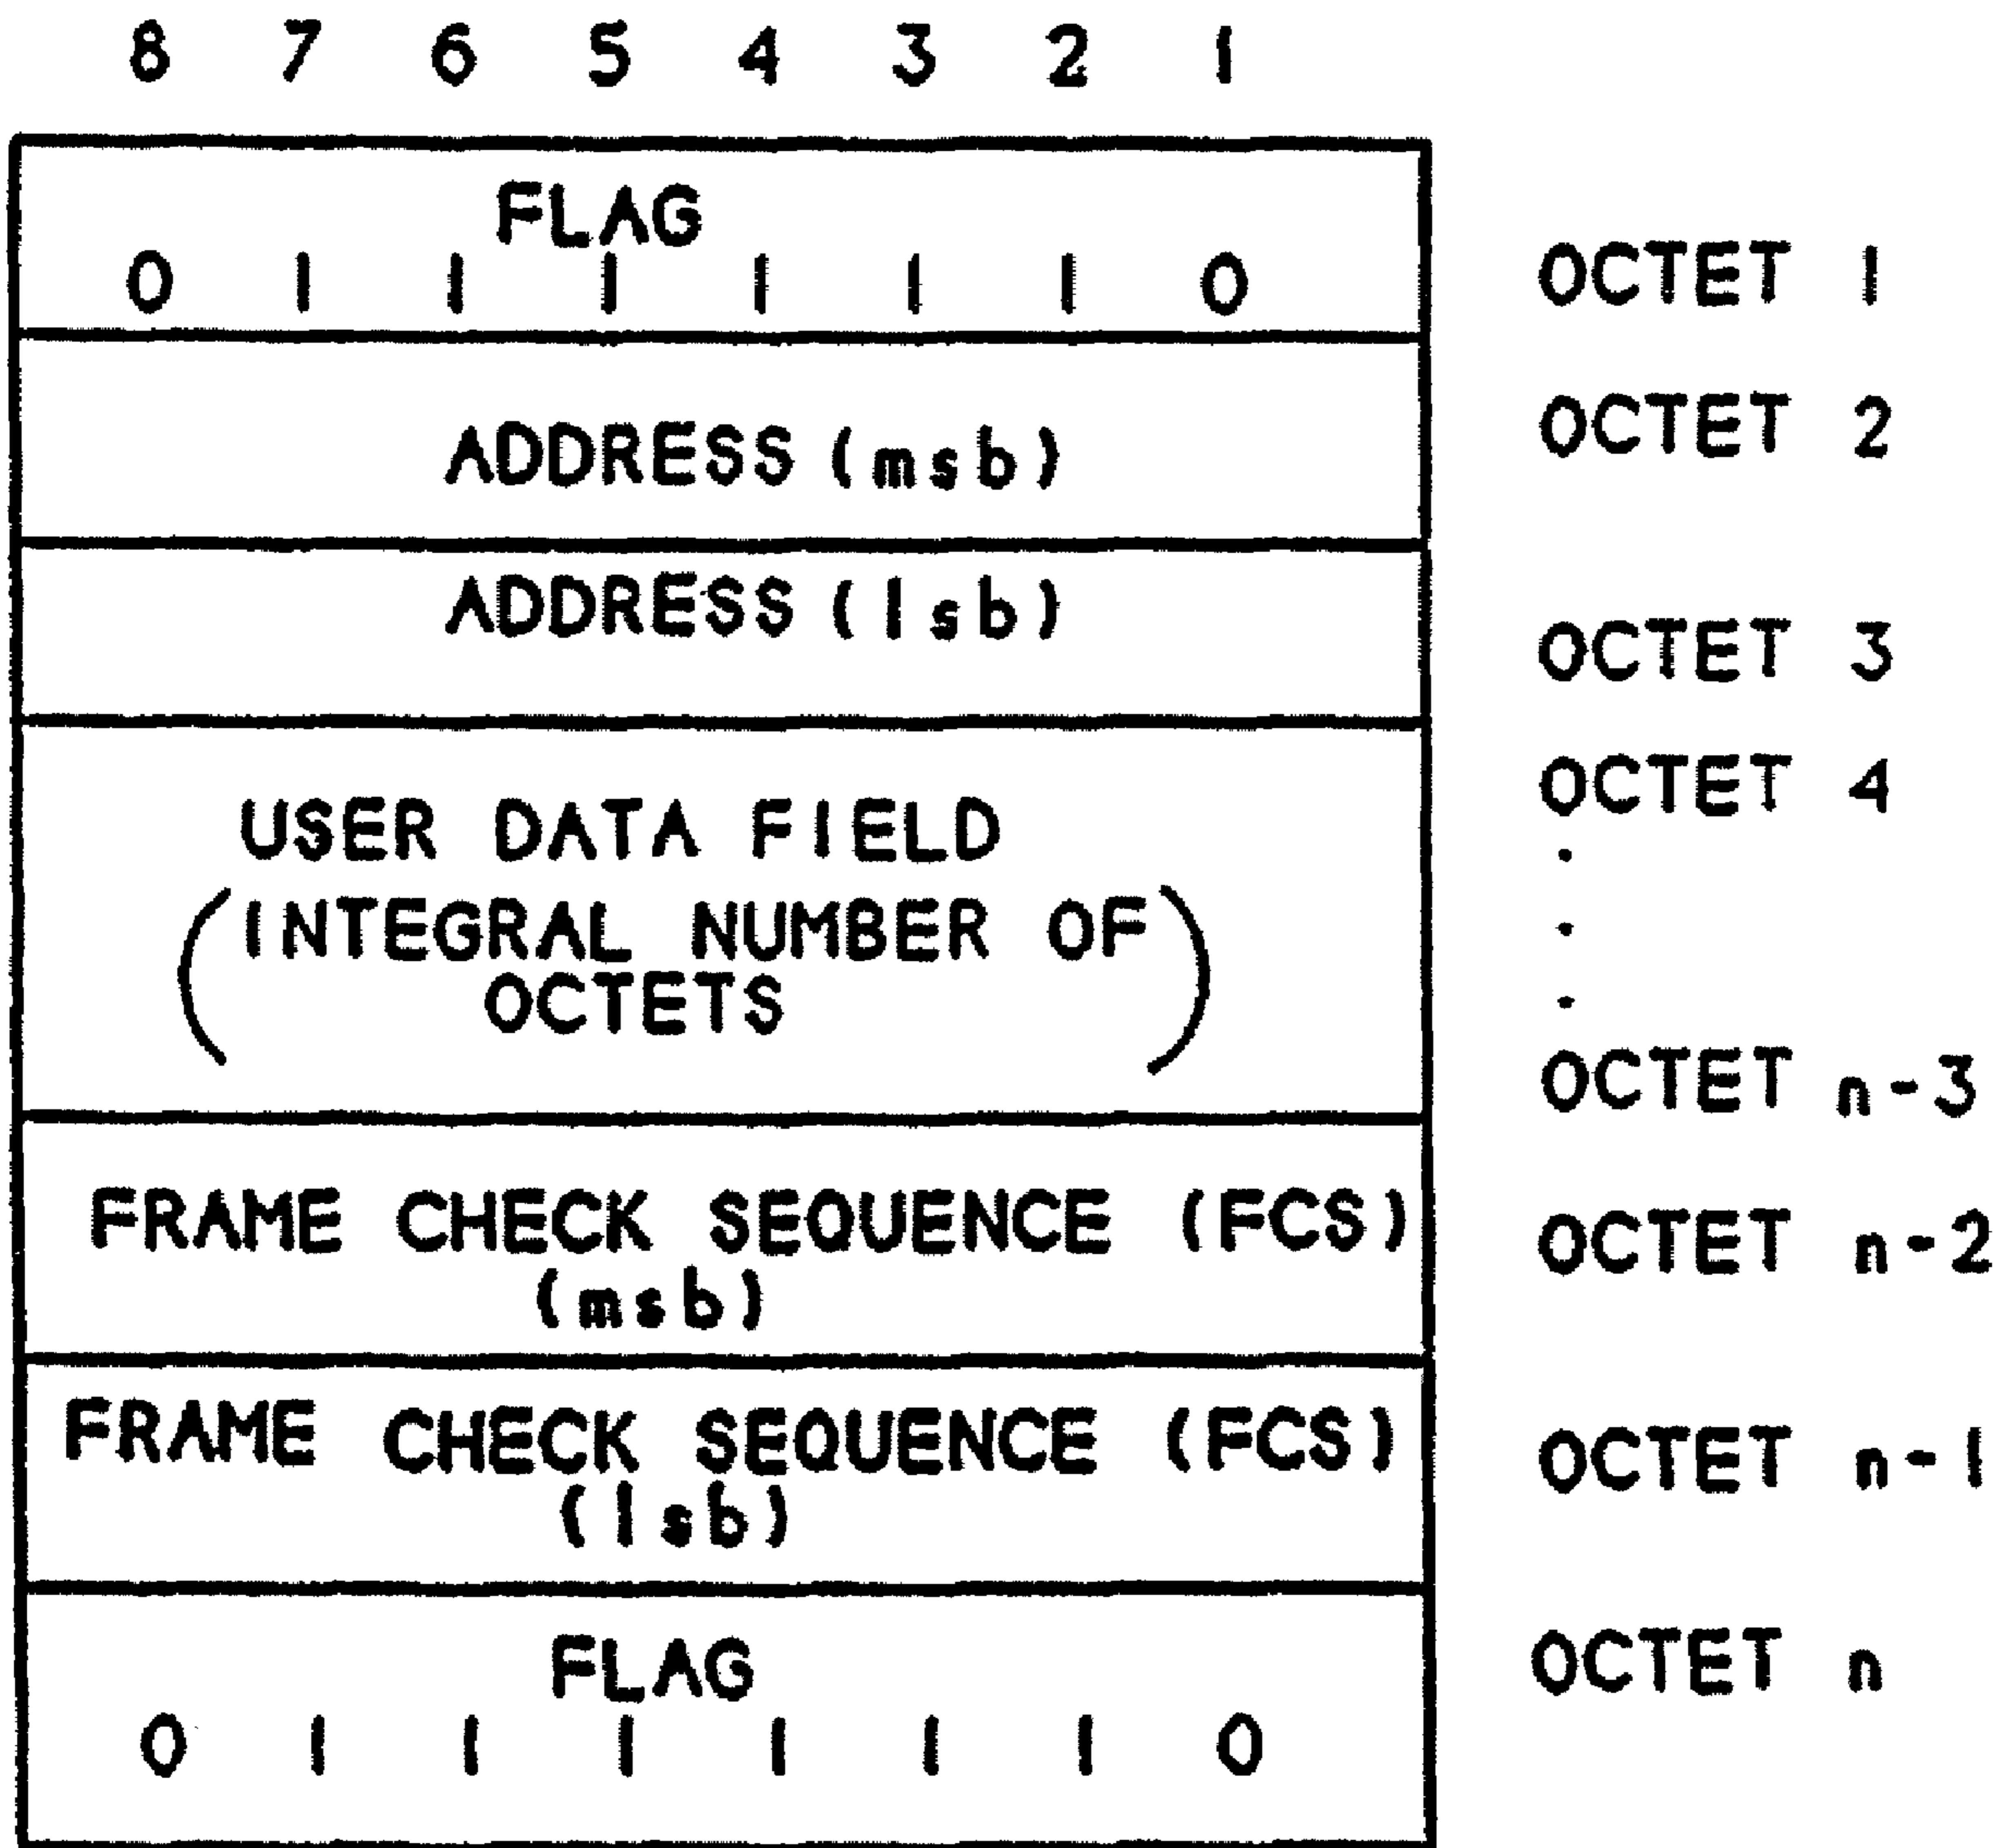 8 7 6 5 4 3 2 1
FLAG
0 1 1 1 1 1 1 0 OCTET 1
ADDRESS (msb) OCTET 2
ADDRESS (lsb) OCTET 3
USER DATA FIELD OCTET 4
.
(INTEGRAL NUMBER OF
.
OCTETS)
.
OCTET n-3
FRAME CHECK SEQUENCE (FCS) OCTET n-2
(msb)
FRAME CHECK SEQUENCE (FCS) OCTET n-1
(lsb)
FLAG OCTET n
0 1 1 1 1 1 1 0